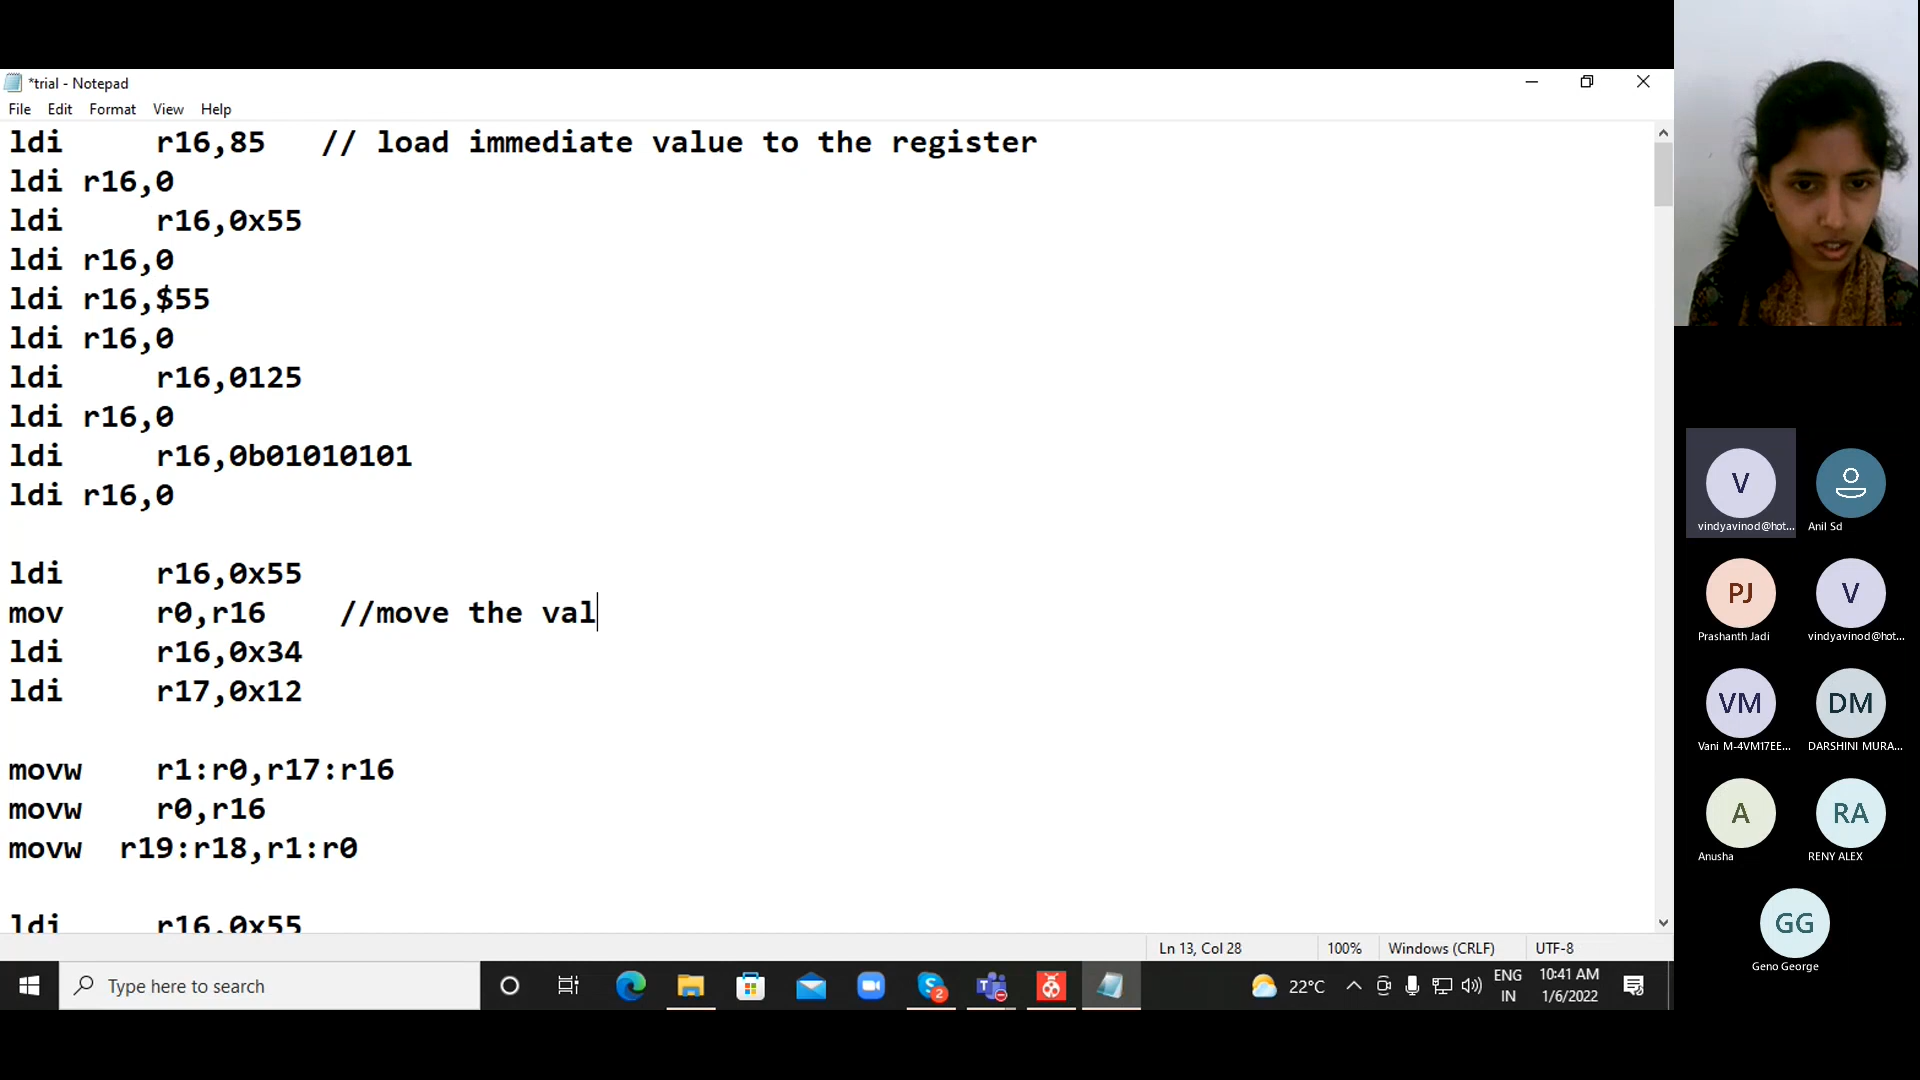 *trial - Notepad
File Edit Format View Help
ldi r16,85 // load immediate value to the register
ldi r16,0
ldi r16,0x55
ldi r16,0
ldi r16,$55
ldi r16,0
ldi r16,0125
ldi r16,0
ldi r16,0b01010101
ldi r16,0
ldi r16,0x55
mov r0,r16 //move the val
ldi r16,0x34
ldi r17,0x12
movw r1:r0,r17:r16
movw r0,r16
movw r19:r18,r1:r0
ldi r16,0x55
Ln 13, Col 28 100% Windows (CRLF) UTF-8
Type here to search
2
22°C
ENG
IN
10:41 AM
1/6/2022
V
vindyavinod@hot...
Anil Sd
PJ
Prashanth Jadi
V
vindyavinod@hot...
VM
Vani M-4VM17EE...
DM
DARSHINI MURA...
A
Anusha
RA
RENY ALEX
GG
Geno George